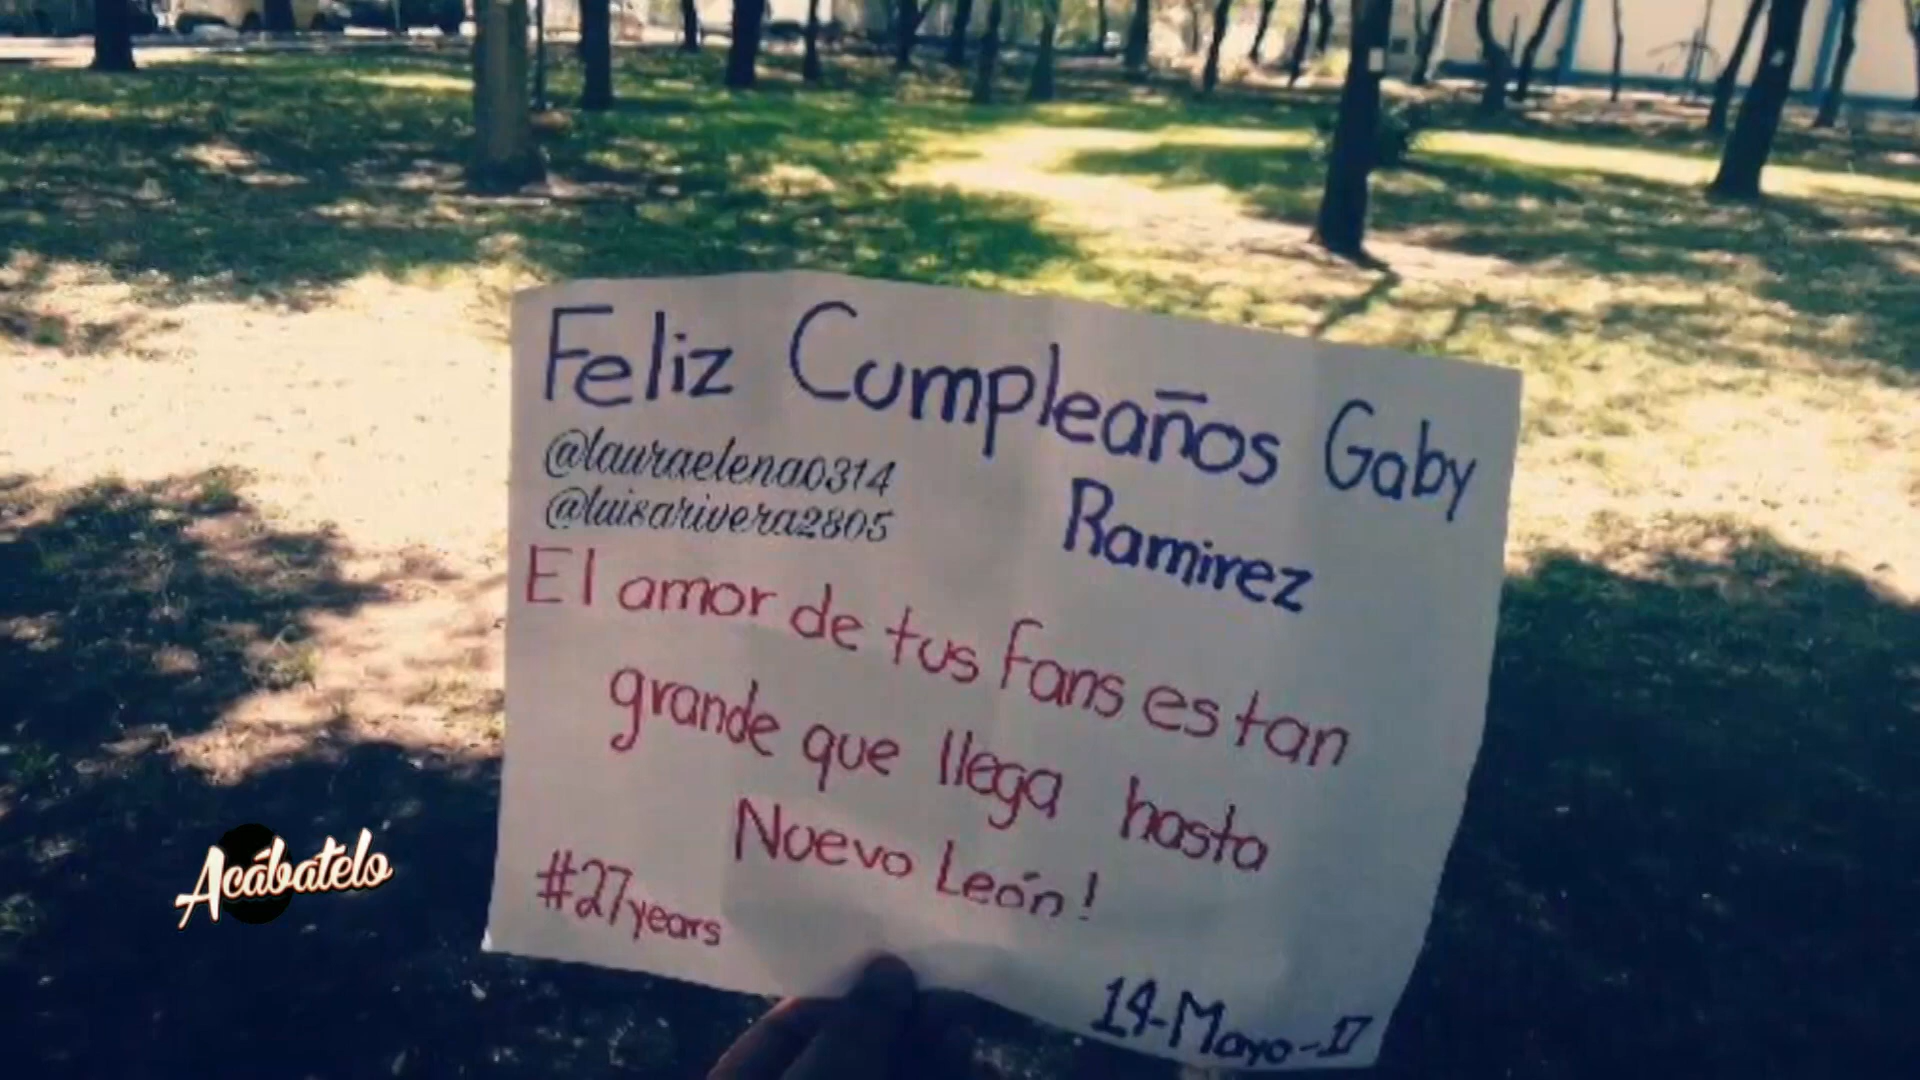 Feliz Cumpleaños Gaby
Ramirez
@lauraelena0314
@luisarivera2805
El amor de tus fans es tan
grande que llega hasta
Nuevo León!
#27years
14-Mayo-17
Acábatelo